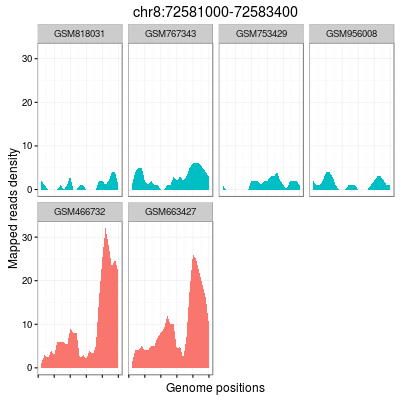 chr8:72581000-72583400
GSM818031 GSM767343 GSM753429 GSM956008
30
20
10
0
Mapped reads density
GSM466732 GSM663427
30
20
10
0
Genome positions